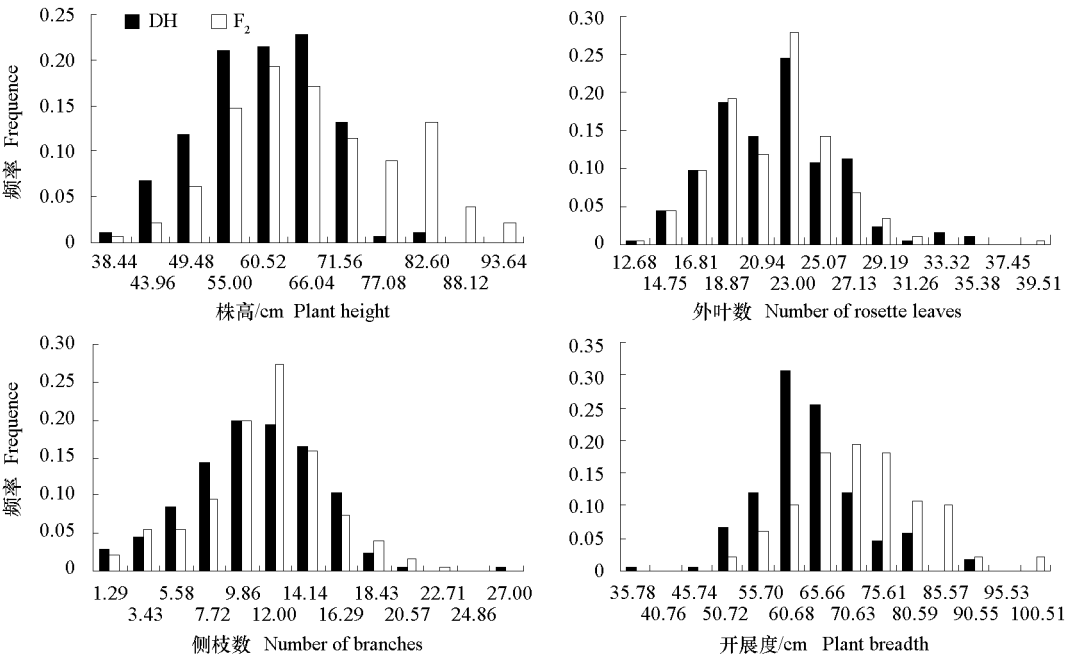 DH F₂
频率 Frequence
0.25
0.20
0.15
0.10
0.05
0
38.44 49.48 60.52 71.56 82.60 93.64
43.96 55.00 66.04 77.08 88.12
株高/cm Plant height
0.30
0.25
0.20
0.15
0.10
0.05
0
12.68 16.81 20.94 25.07 29.19 33.32 37.45
14.75 18.87 23.00 27.13 31.26 35.38 39.51
外叶数 Number of rosette leaves
频率 Frequence
0.30
0.25
0.20
0.15
0.10
0.05
0
1.29 5.58 9.86 14.14 18.43 22.71 27.00
3.43 7.72 12.00 16.29 20.57 24.86
侧枝数 Number of branches
0.35
0.30
0.25
0.20
0.15
0.10
0.05
0
35.78 45.74 55.70 65.66 75.61 85.57 95.53
40.76 50.72 60.68 70.63 80.59 90.55 100.51
开展度/cm Plant breadth